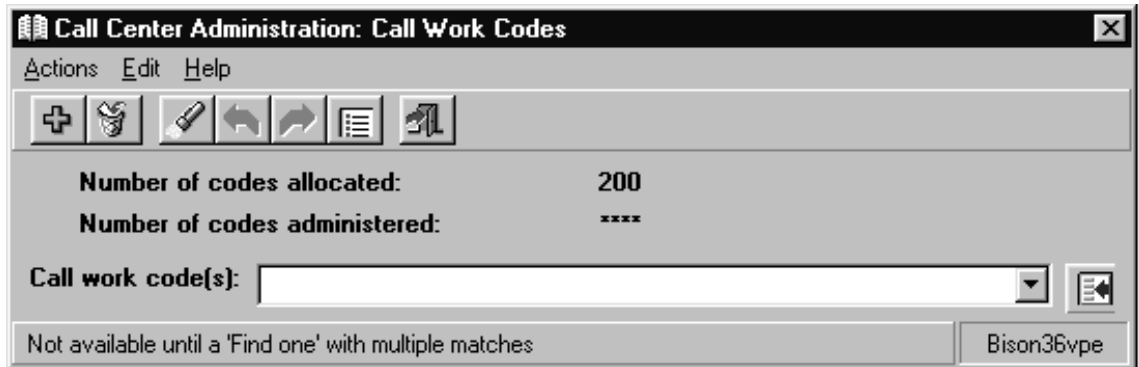 Call Center Administration: Call Work Codes
Actions Edit Help
Number of codes allocated: 200
Number of codes administered: ****
Call work code(s):
Not available until a 'Find one' with multiple matches Bison36vpe